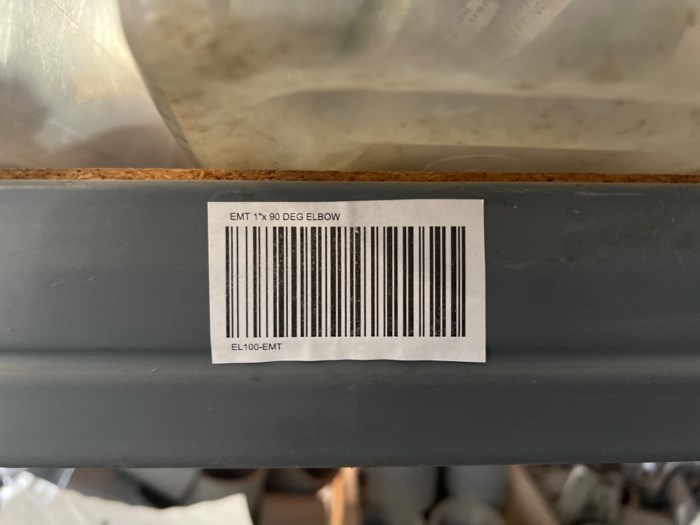 EMT 1"x 90 DEG ELBOW
EL100-EMT